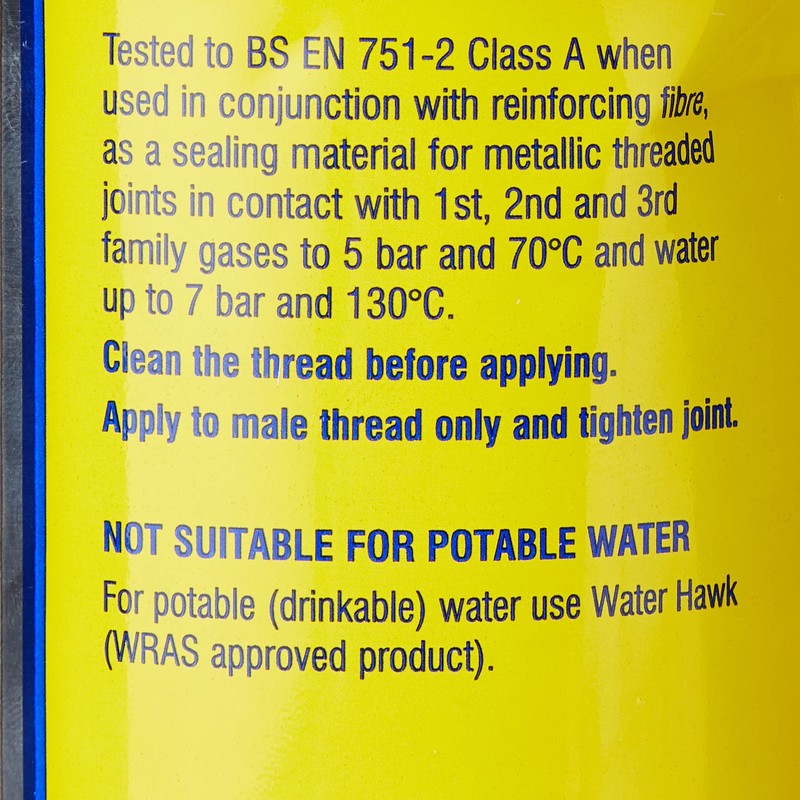 Tested to BS EN 751-2 Class A when
used in conjunction with reinforcing fibre,
as a sealing material for metallic threaded
joints in contact with 1st, 2nd and 3rd
family gases to 5 bar and 70°C and water
up to 7 bar and 130°C.
Clean the thread before applying.
Apply to male thread only and tighten joint.
NOT SUITABLE FOR POTABLE WATER
For potable (drinkable) water use Water Hawk
(WRAS approved product).